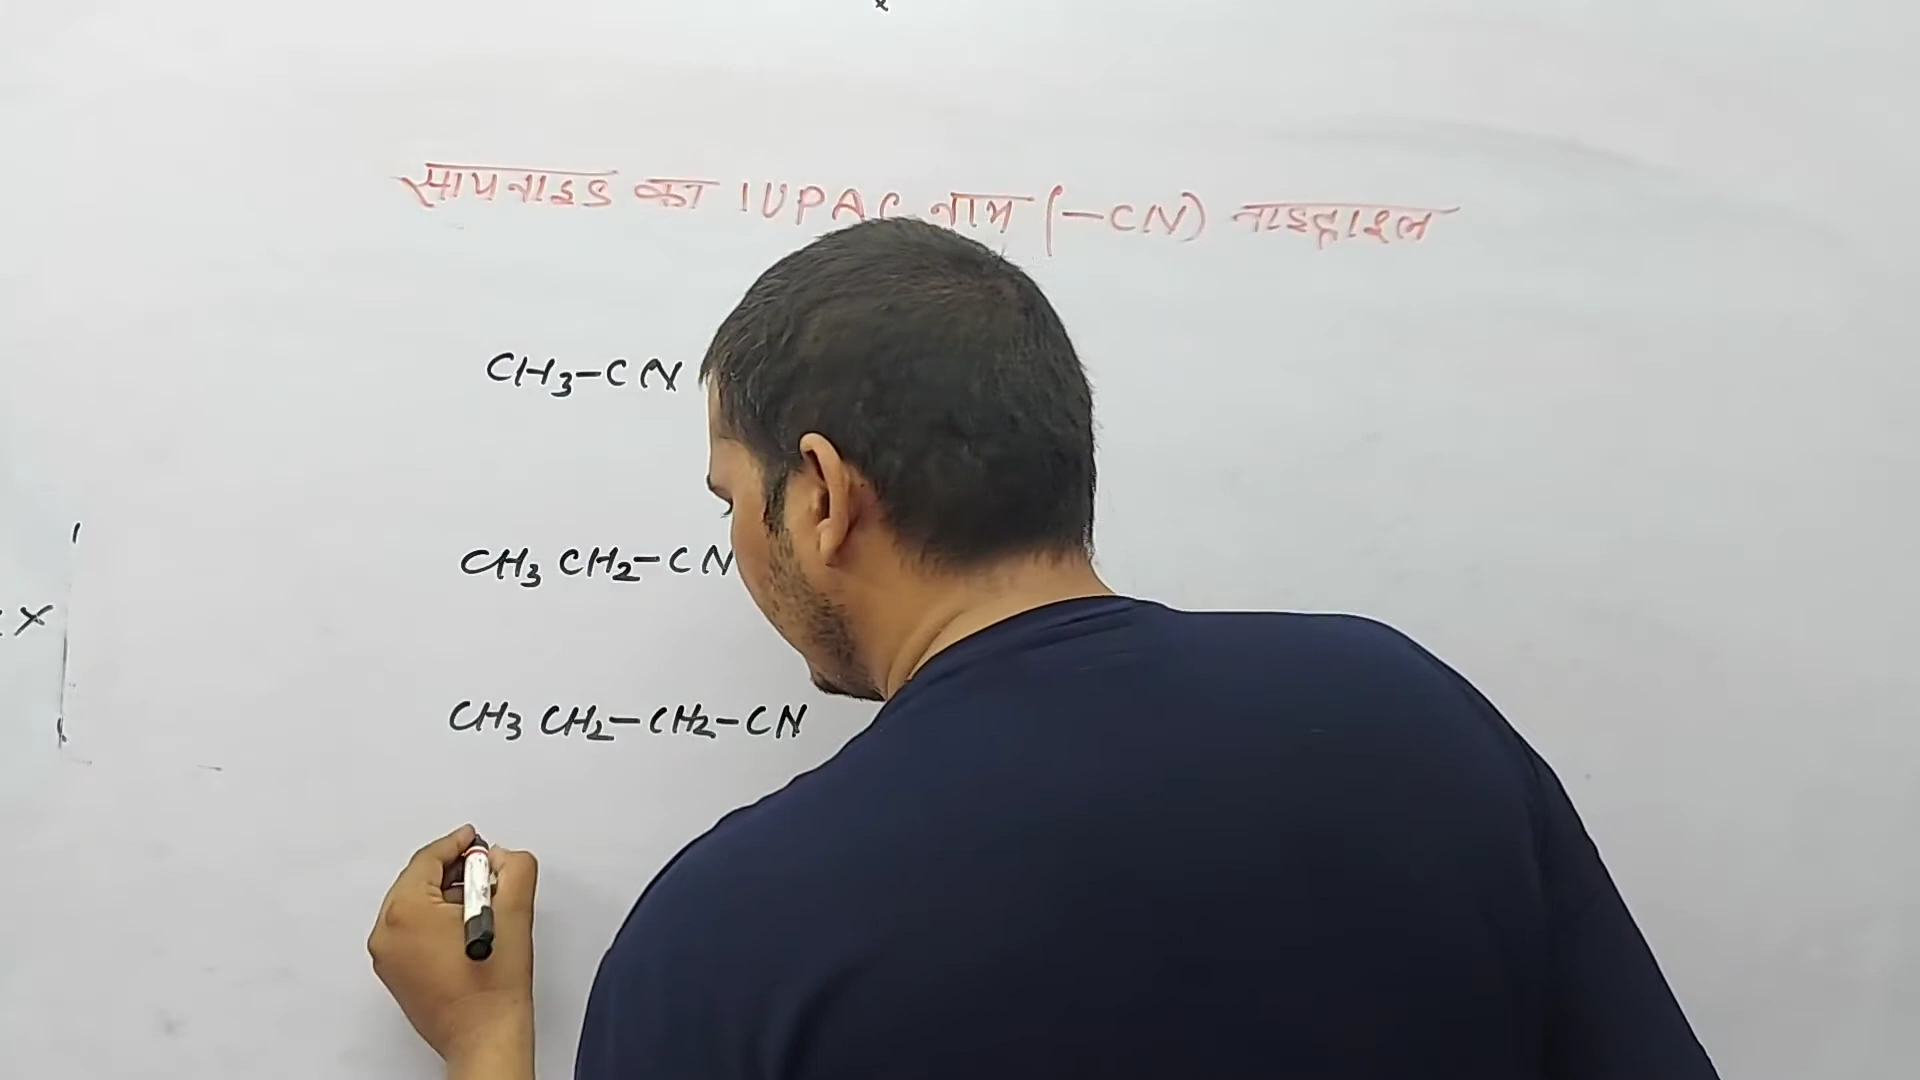 सायनाइड का IUPAC नाम (-CN) नाइट्राइल
CH3-CN
CH3 CH2-CN
X
CH3 CH2-CH2-CN